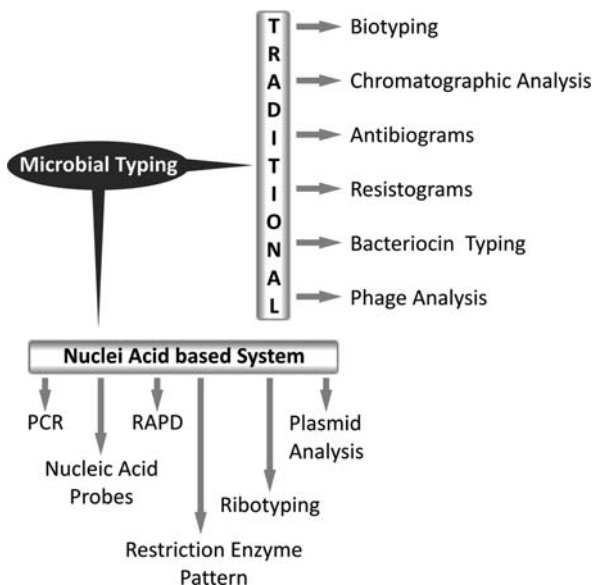 TRADITIONAL
Biotyping
Chromatographic Analysis
Antibiograms
Resistograms
Bacteriocin Typing
Phage Analysis
Microbial Typing
Nuclei Acid based System
PCR
Nucleic Acid
Probes
RAPD
Restriction Enzyme
Pattern
Ribotyping
Plasmid
Analysis